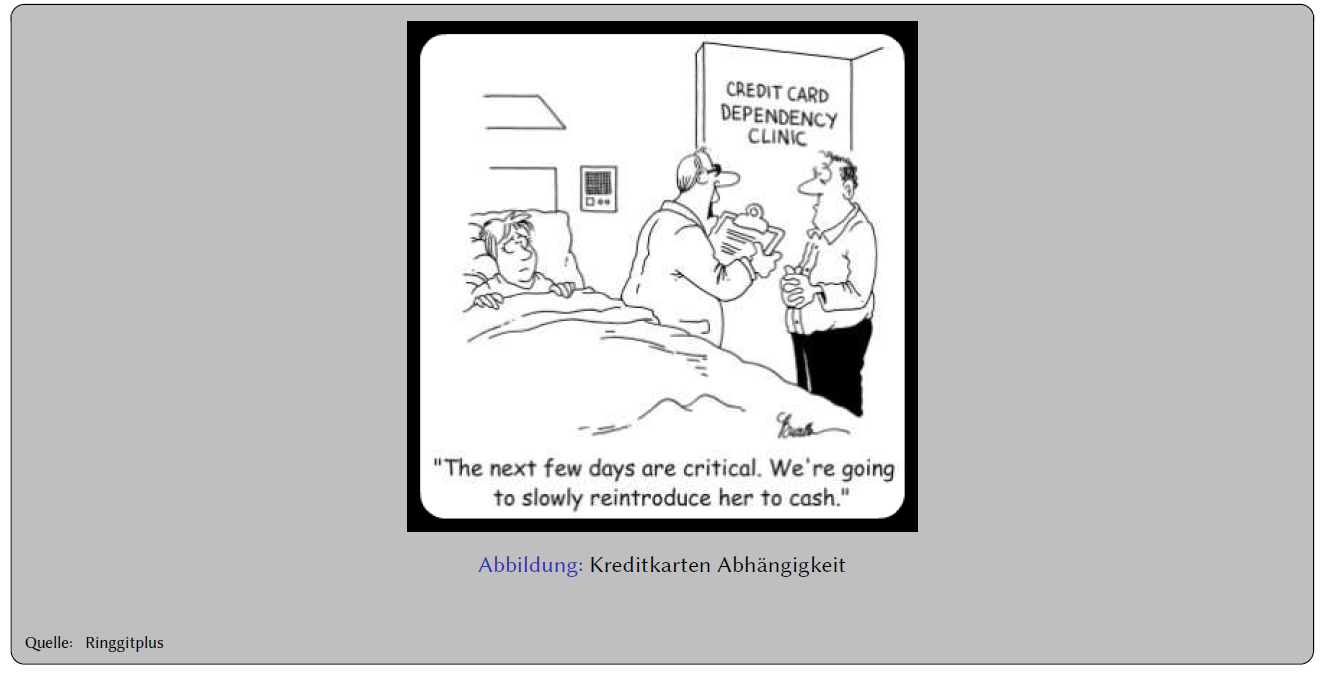 CREDIT CARD
DEPENDENCY
CLINIC
"The next few days are critical. We're going
to slowly reintroduce her to cash."
Abbildung: Kreditkarten Abhängigkeit
Quelle: Ringgitplus